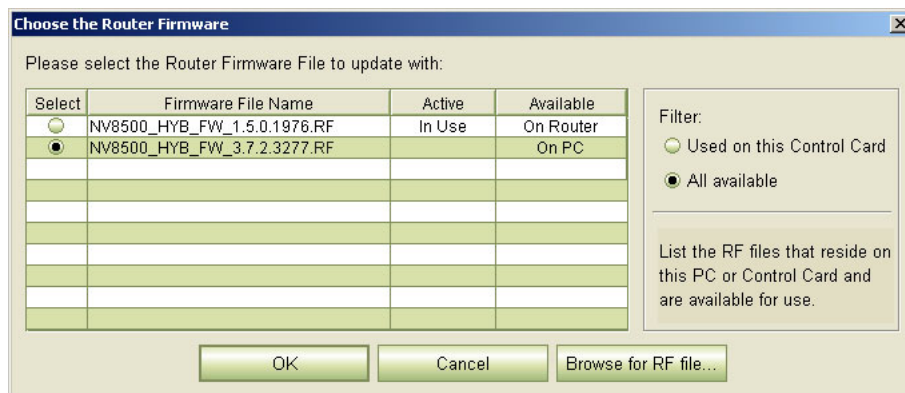 Choose the Router Firmware
Please select the Router Firmware File to update with:
Select Firmware File Name Active Available
NV8500_HYB_FW_1.5.0.1976.RF In Use On Router
NV8500_HYB_FW_3.7.2.3277.RF On PC
Filter:
Used on this Control Card
All available
List the RF files that reside on
this PC or Control Card and
are available for use.
OK Cancel Browse for RF file...